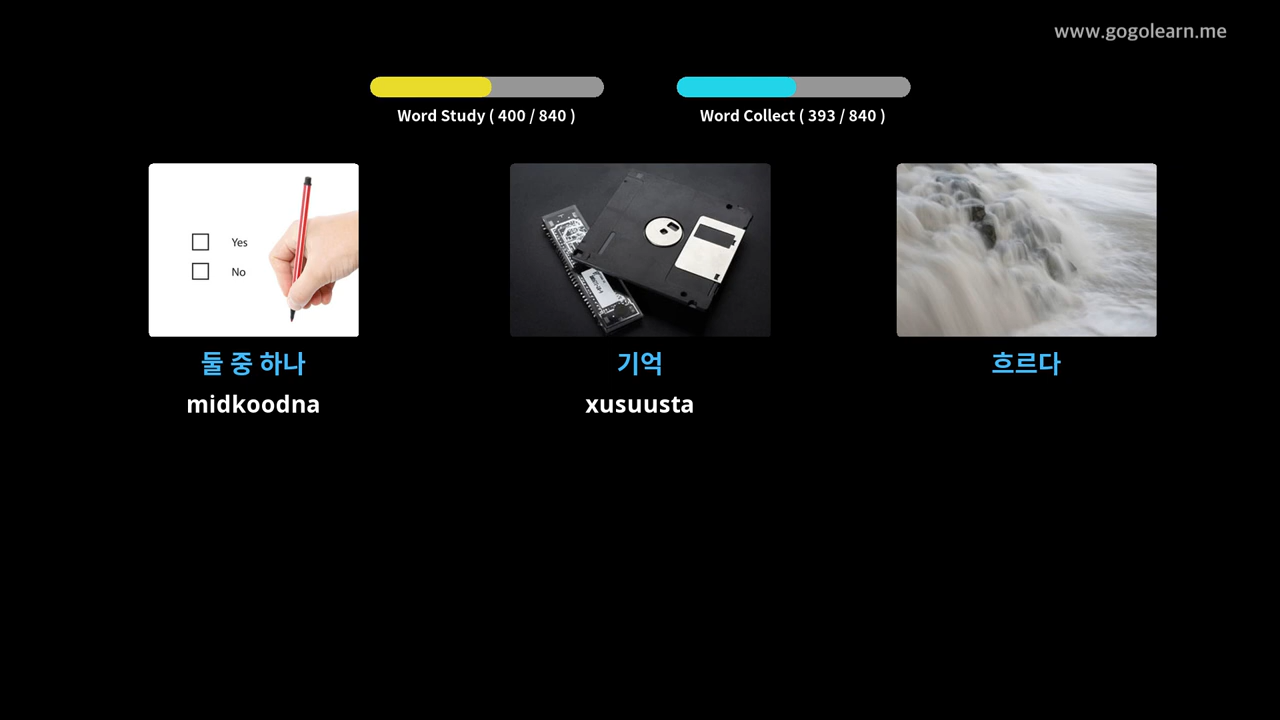 www.gogolearn.me
Word Study ( 400 / 840 )
Word Collect ( 393 / 840 )
Yes
No
둘 중 하나
기억
흐르다
midkoodna
xusuusta